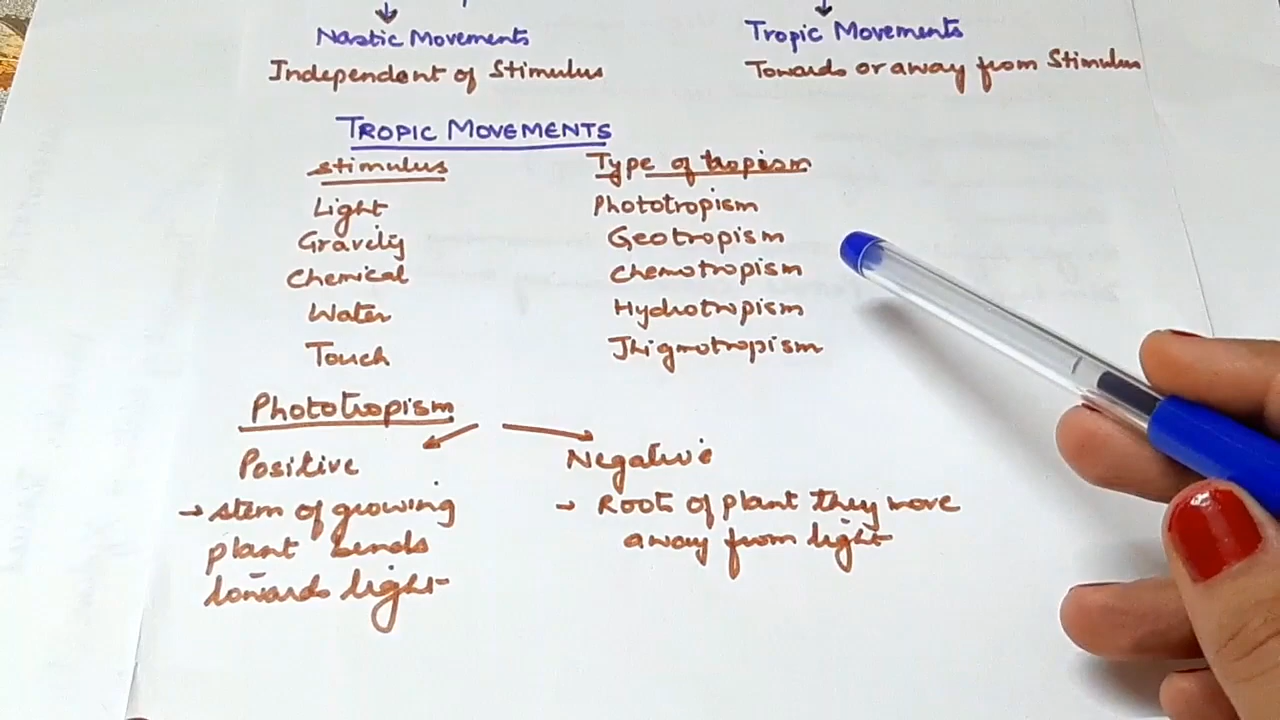 Nastic Movements
Tropic Movements
Independent of Stimulus
Towards or away from Stimulus
TROPIC MOVEMENTS
stimulus Type of tropism
Light Phototropism
Gravity Geotropism
Chemical Chemotropism
Water Hydrotropism
Touch Thigmotropism
Phototropism
Positive Negative
→ stem of growing
plant bends
towards light
→ Roots of plant they move
away from light